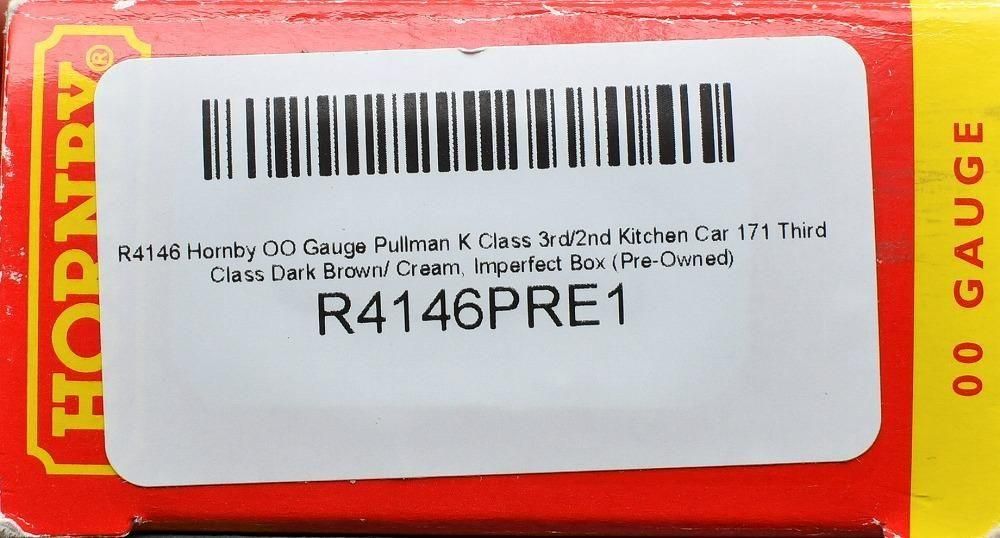 HORNBY®
R4146 Hornby OO Gauge Pullman K Class 3rd/2nd Kitchen Car 171 Third
Class Dark Brown/ Cream, Imperfect Box (Pre-Owned)
R4146PRE1
00 GAUGE